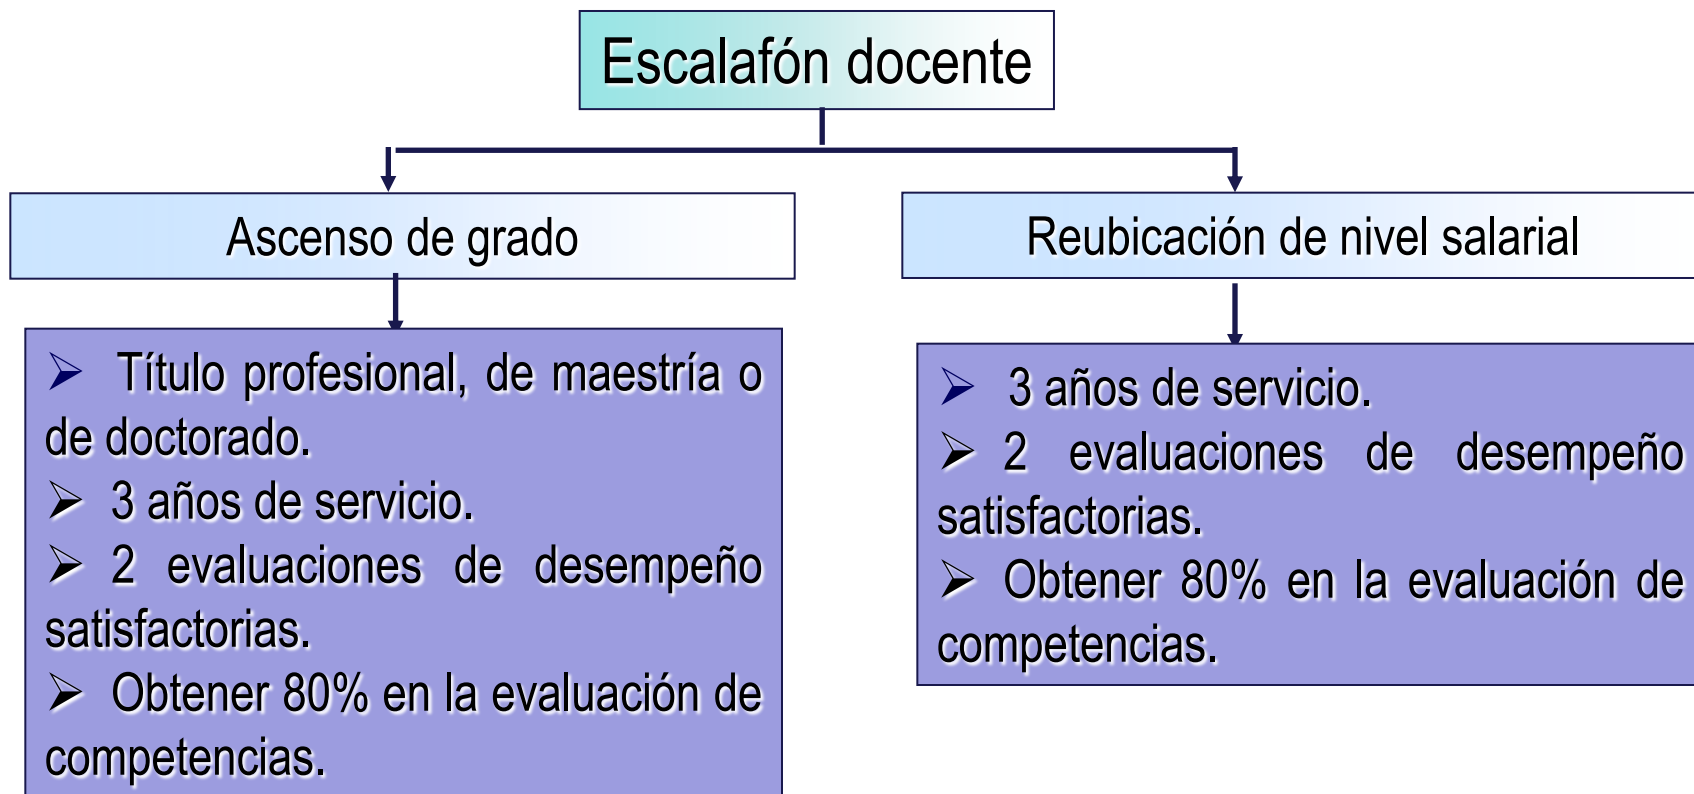 Escalafón docente
Ascenso de grado
➢ Título profesional, de maestría o
de doctorado.
➢ 3 años de servicio.
➢ 2 evaluaciones de desempeño
satisfactorias.
➢ Obtener 80% en la evaluación de
competencias.
Reubicación de nivel salarial
➢ 3 años de servicio.
➢ 2 evaluaciones de desempeño
satisfactorias.
➢ Obtener 80% en la evaluación de
competencias.